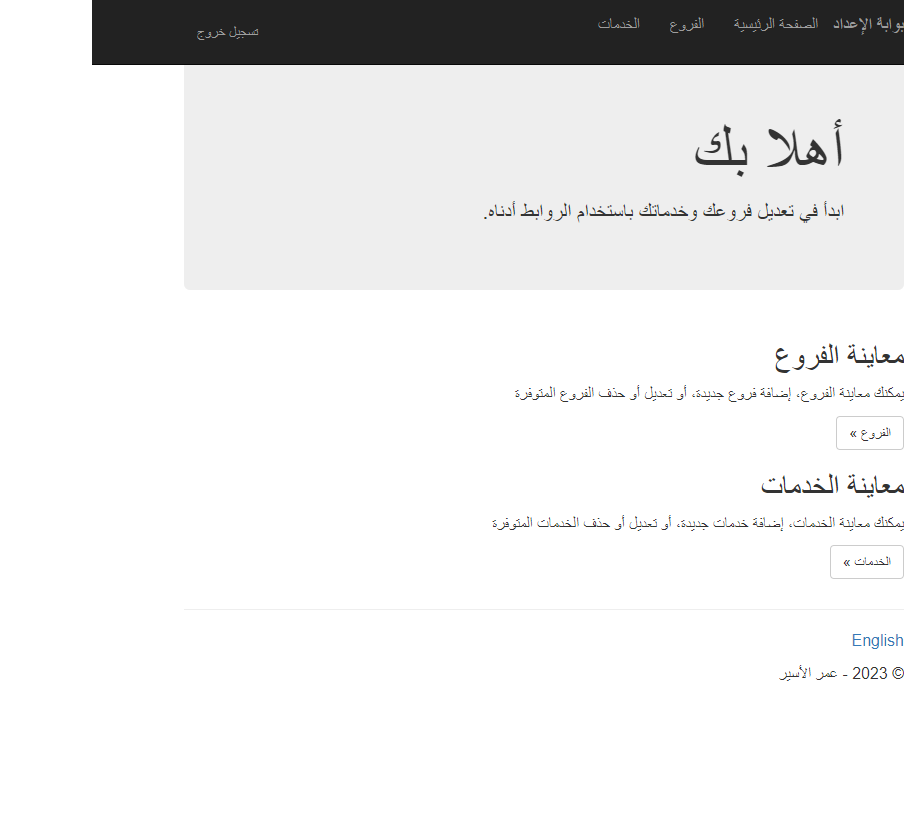 بوابة الإعداد الصفحة الرئيسية الفروع الخدمات تسجيل خروج
أهلا بك
ابدأ في تعديل فروعك وخدماتك باستخدام الروابط أدناه.
معاينة الفروع
يمكنك معاينة الفروع، إضافة فروع جديدة، أو تعديل أو حذف الفروع المتوفرة
الفروع »
معاينة الخدمات
يمكنك معاينة الخدمات، إضافة خدمات جديدة، أو تعديل أو حذف الخدمات المتوفرة
الخدمات »
English
© 2023 - عمر الأسير